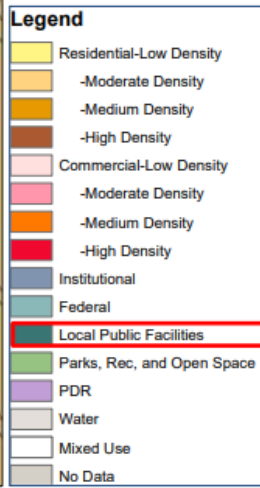 Legend
Residential-Low Density
-Moderate Density
-Medium Density
-High Density
Commercial-Low Density
-Moderate Density
-Medium Density
-High Density
Institutional
Federal
Local Public Facilities
Parks, Rec, and Open Space
PDR
Water
Mixed Use
No Data